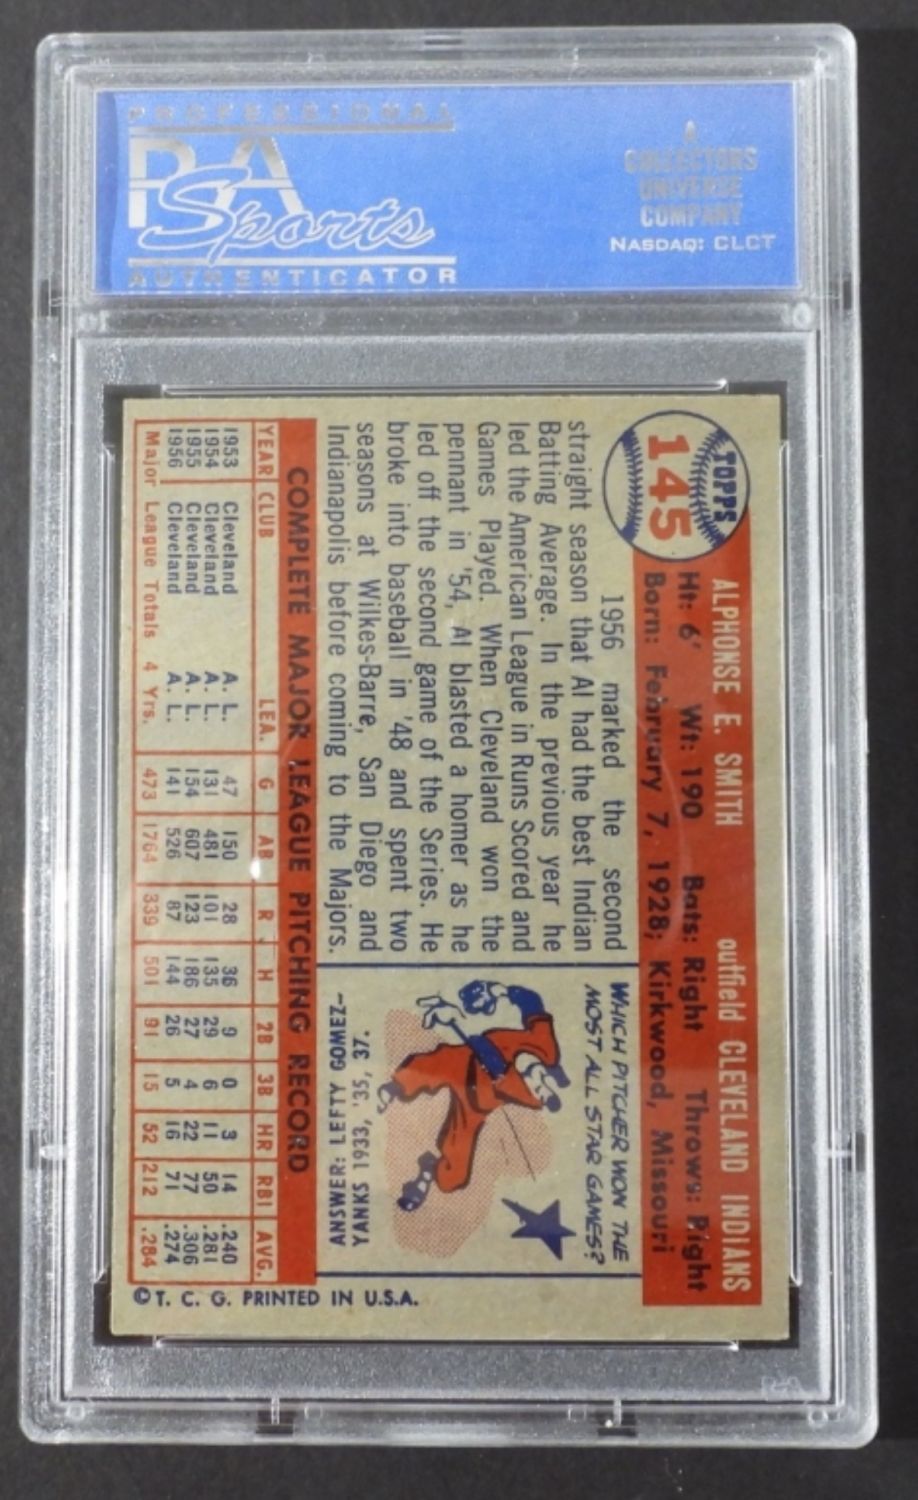 PROFESSIONAL
PSA
Sports
AUTHENTICATOR
A
COLLECTORS
UNIVERSE
COMPANY
NASDAQ: CLCT
TOPPS
145
ALPHONSE E. SMITH outfield CLEVELAND INDIANS
Ht: 6' Wt: 190 Bats: Right Throws: Right
Born: February 7, 1928; Kirkwood, Missouri
1956 marked the second
straight season that Al had the best Indian
Batting Average. In the previous year he
led the American League in Runs Scored and
Games Played. When Cleveland won the
pennant in '54, Al blasted a homer as he
led off the second game of the Series. He
broke into baseball in '48 and spent two
seasons at Wilkes-Barre, San Diego and
Indianapolis before coming to the Majors.
WHICH PITCHER WON THE
MOST ALL STAR GAMES?
ANSWER: LEFTY GOMEZ-
YANKS 1933, '35, '37.
COMPLETE MAJOR LEAGUE PITCHING RECORD
YEAR CLUB LEA. G AB R H 2B 3B HR RBI AVG.
1953 Cleveland A. L. 47 150 28 36 9 0 3 14 .240
1954 Cleveland A. L. 131 481 101 135 29 6 11 50 .281
1955 Cleveland A. L. 154 607 123 186 27 4 22 77 .306
1956 Cleveland A. L. 141 526 87 144 26 5 16 71 .274
Major League Totals 4 Yrs. 473 1764 339 501 91 15 52 212 .284
©T. C. G. PRINTED IN U.S.A.